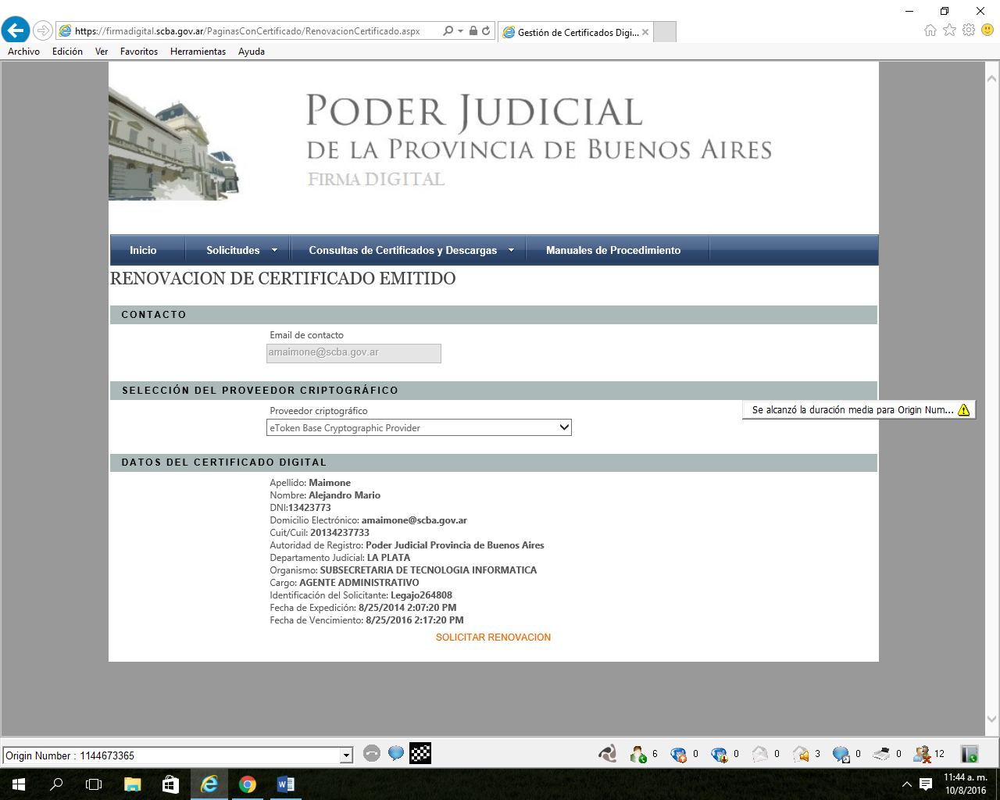 https://firmadigital.scba.gov.ar/PaginasConCertificado/RenovacionCertificado.aspx
Gestión de Certificados Digi...
Archivo Edición Ver Favoritos Herramientas Ayuda
PODER JUDICIAL
DE LA PROVINCIA DE BUENOS AIRES
FIRMA DIGITAL
Inicio Solicitudes Consultas de Certificados y Descargas Manuales de Procedimiento
RENOVACION DE CERTIFICADO EMITIDO
CONTACTO
Email de contacto
amaimone@scba.gov.ar
SELECCIÓN DEL PROVEEDOR CRIPTOGRÁFICO
Proveedor criptográfico
Se alcanzó la duración media para Origin Num...
eToken Base Cryptographic Provider
DATOS DEL CERTIFICADO DIGITAL
Apellido: Maimone
Nombre: Alejandro Mario
DNI:13423773
Domicilio Electrónico: amaimone@scba.gov.ar
Cuit/Cuil: 20134237733
Autoridad de Registro: Poder Judicial Provincia de Buenos Aires
Departamento Judicial: LA PLATA
Organismo: SUBSECRETARIA DE TECNOLOGIA INFORMATICA
Cargo: AGENTE ADMINISTRATIVO
Identificación del Solicitante: Legajo264808
Fecha de Expedición: 8/25/2014 2:07:20 PM
Fecha de Vencimiento: 8/25/2016 2:17:20 PM
SOLICITAR RENOVACION
Origin Number : 1144673365
6 0 0 0 3 0 0 12
11:44 a. m.
10/8/2016